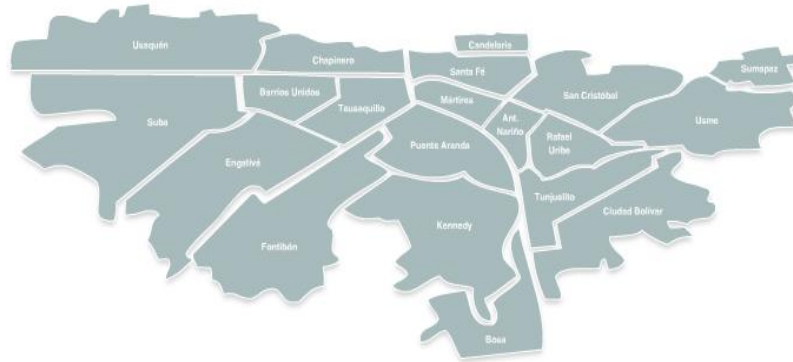 Usaquén
Candelaria
Chapinero
Santa Fé
Sumapaz
Barrios Unidos
Teusaquillo
Mártires
San Cristóbal
Suba
Ant.
Nariño
Usme
Puente Aranda
Rafael
Uribe
Engativá
Tunjuelito
Ciudad Bolívar
Kennedy
Fontibón
Bosa